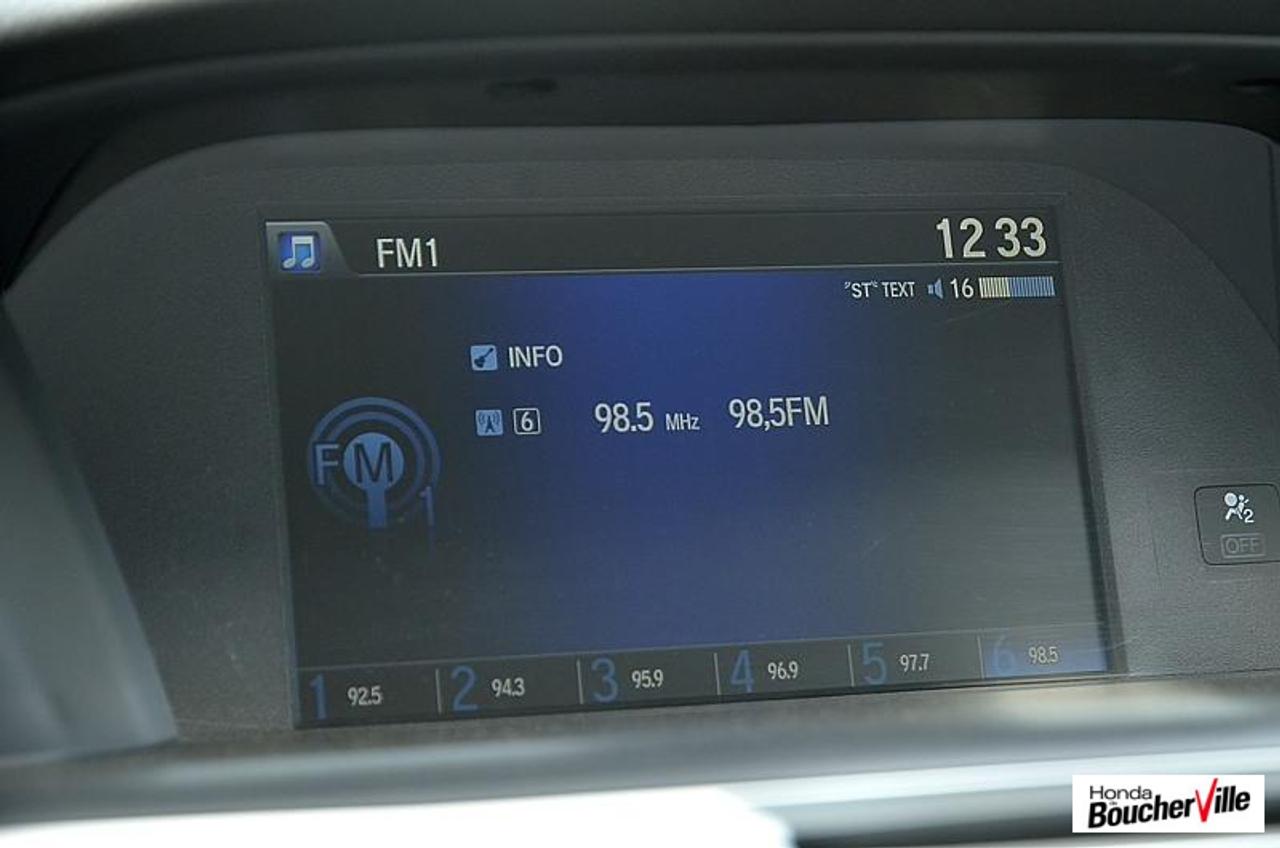 FM1 12 33
"ST" TEXT 16
INFO
6 98.5 MHz 98,5FM
FM 1
2
OFF
1 92.5 2 94.3 3 95.9 4 96.9 5 97.7 6 98.5
Honda
de
BoucherVille